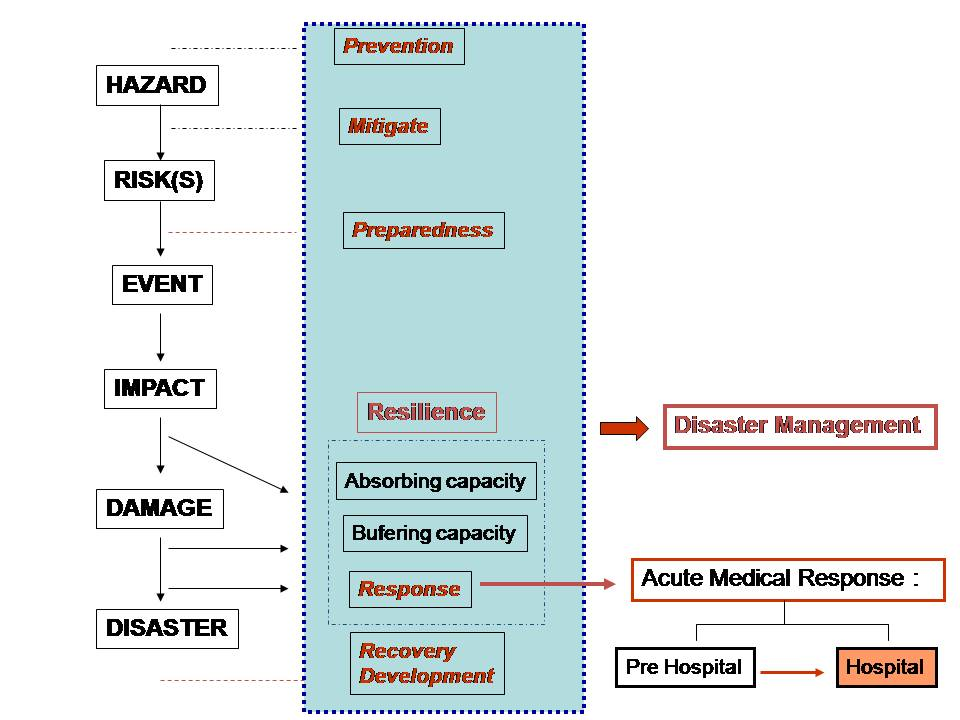 Prevention
HAZARD
Mitigate
RISK(S)
Preparedness
EVENT
IMPACT
Resilience
Disaster Management
Absorbing capacity
DAMAGE
Bufering capacity
Response
Acute Medical Response :
DISASTER
Recovery
Development
Pre Hospital
Hospital